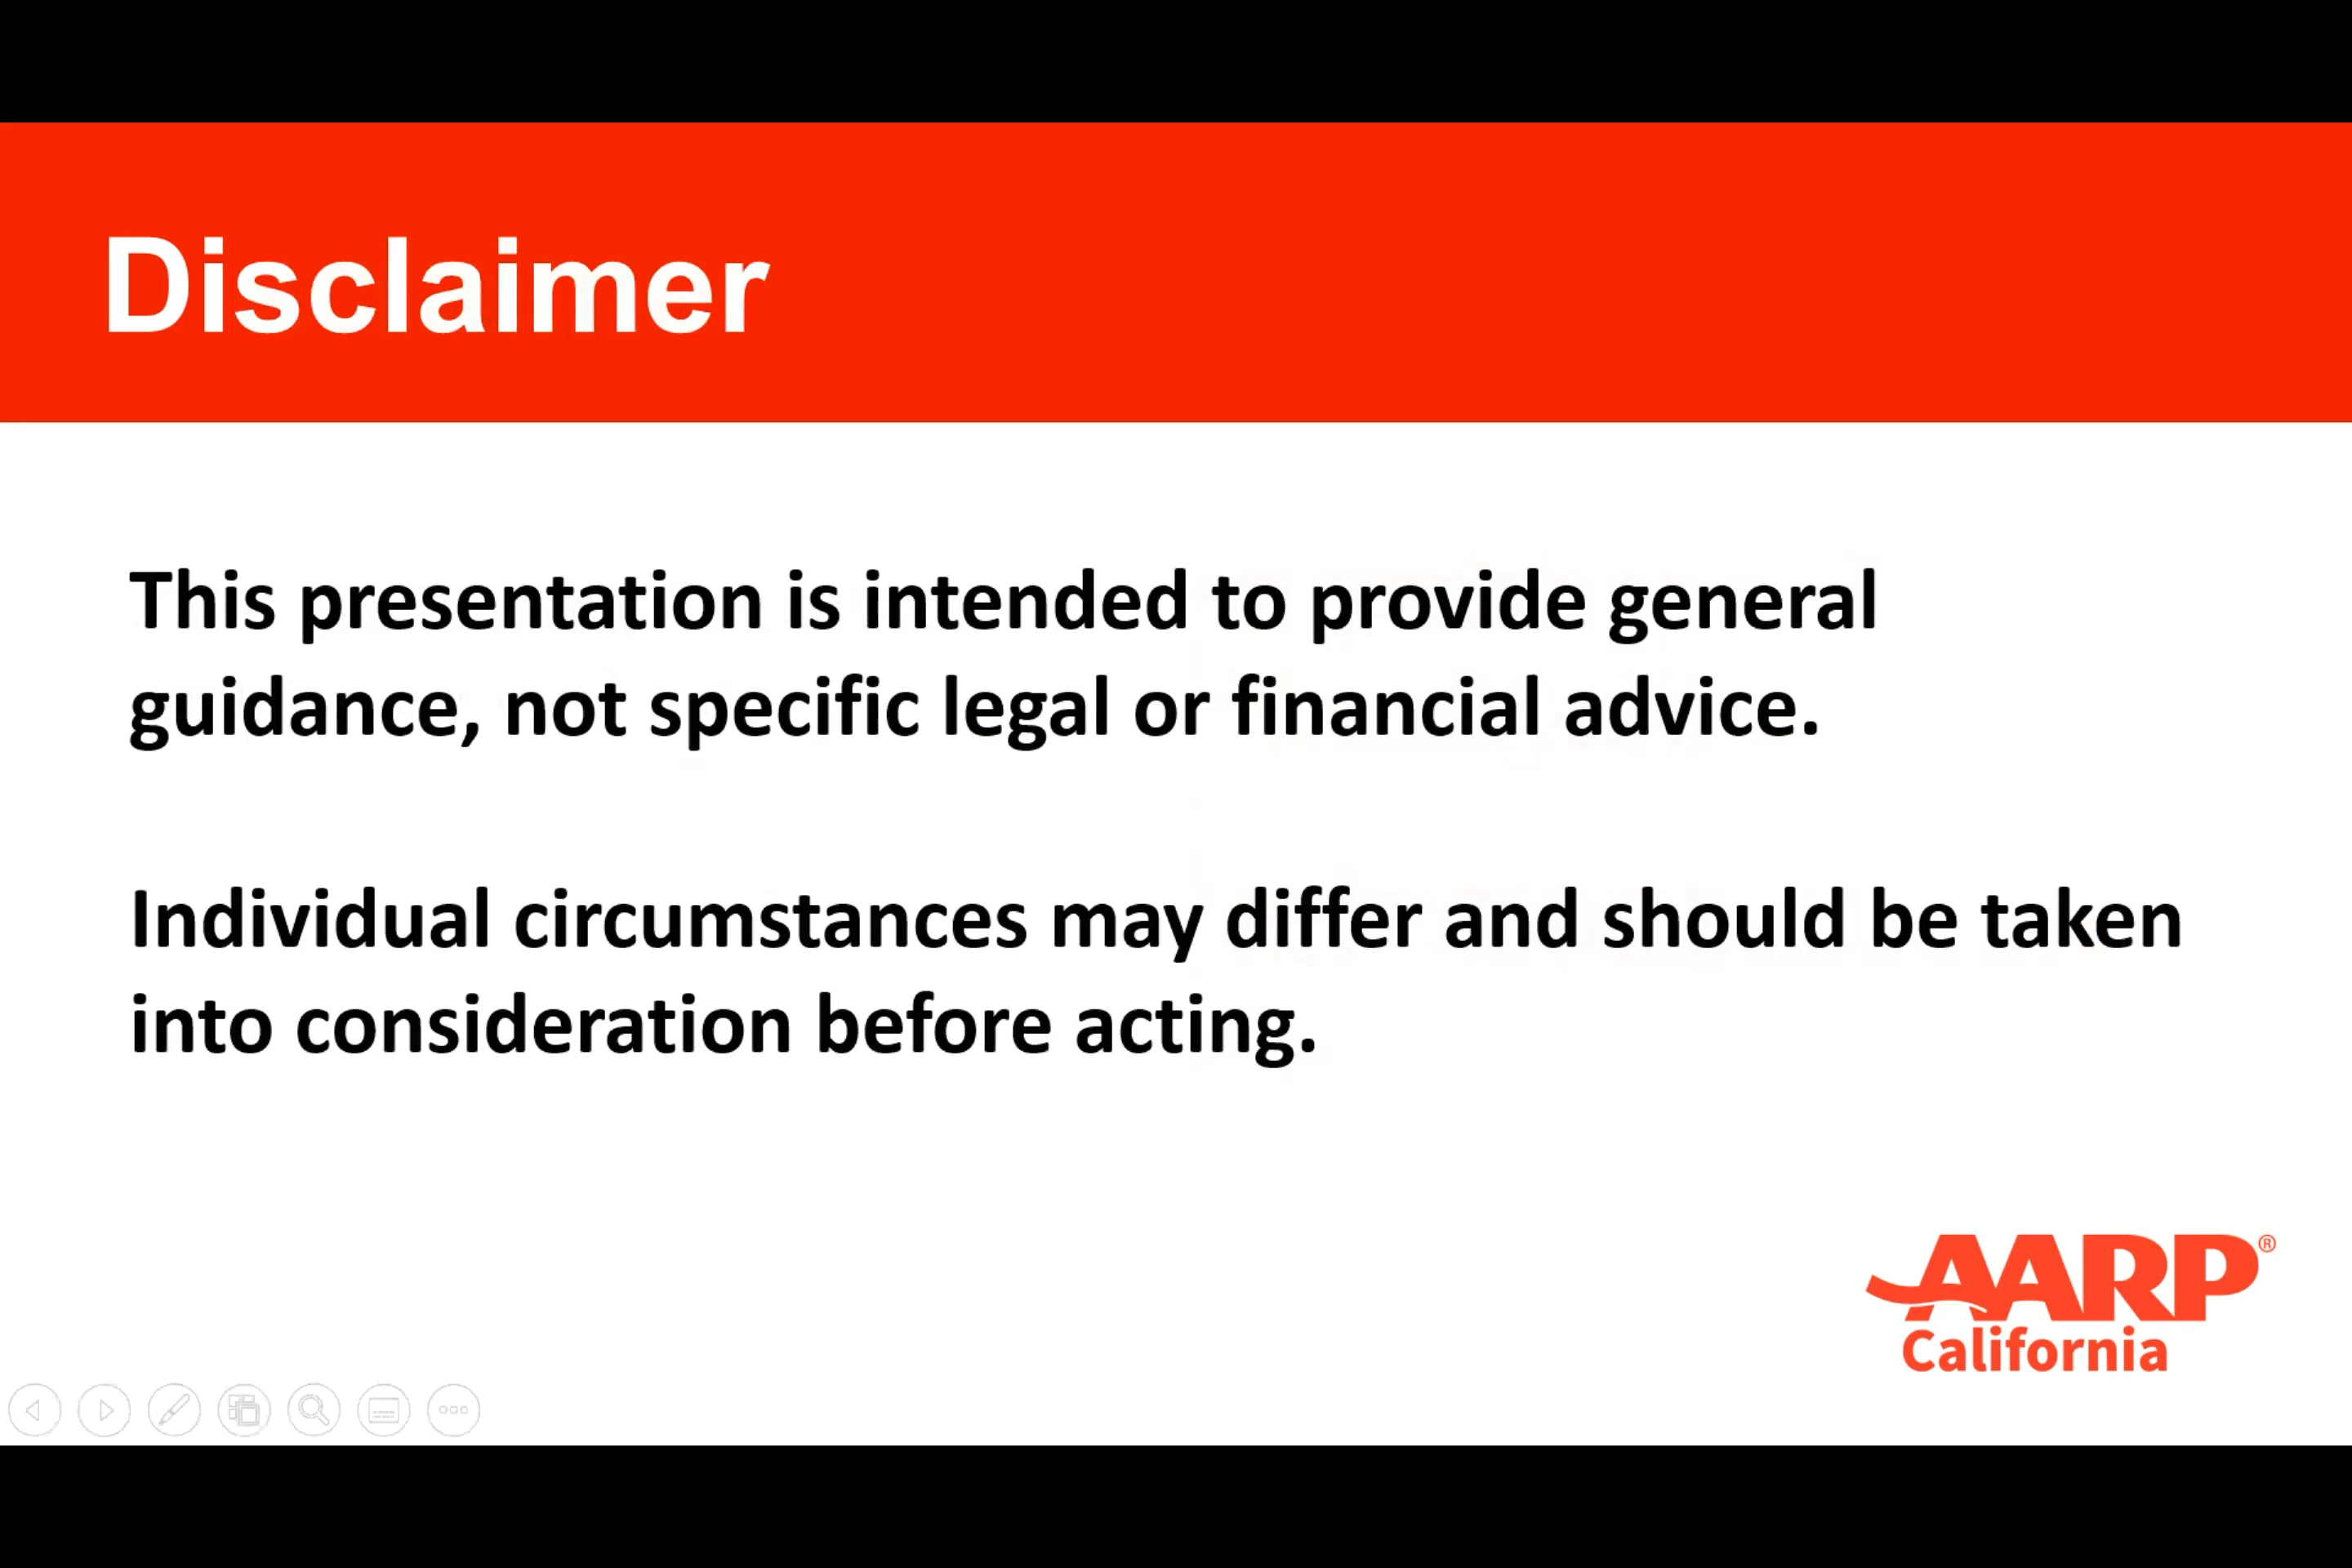 Disclaimer
This presentation is intended to provide general
guidance, not specific legal or financial advice.
Individual circumstances may differ and should be taken
into consideration before acting.
AARP®
California